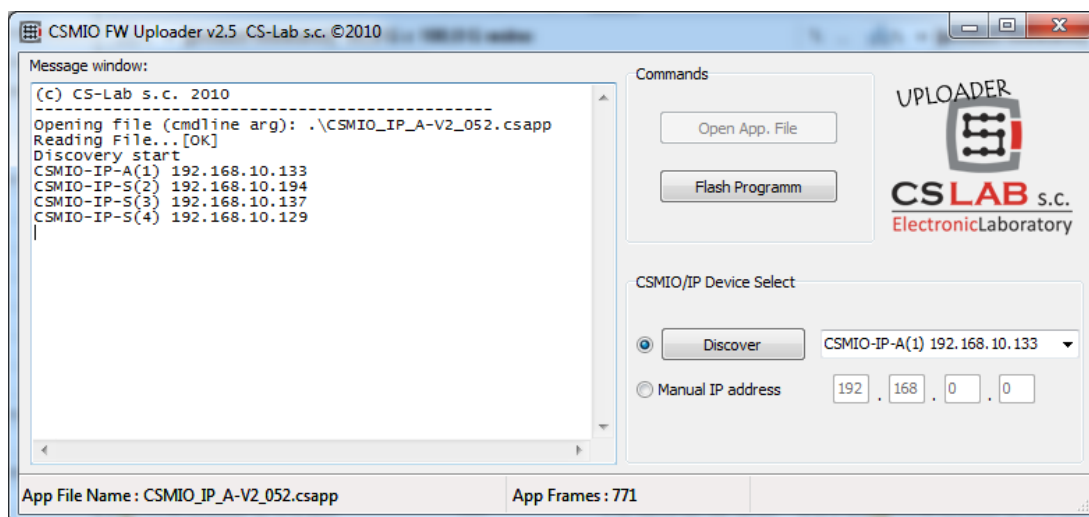 CSMIO FW Uploader v2.5 CS-Lab s.c. ©2010
Message window:
(c) CS-Lab s.c. 2010
--------------------------------------------------
Opening file (cmdline arg): .\CSMIO_IP_A-V2_052.csapp
Reading File...[OK]
Discovery start
CSMIO-IP-A(1) 192.168.10.133
CSMIO-IP-S(2) 192.168.10.194
CSMIO-IP-S(3) 192.168.10.137
CSMIO-IP-S(4) 192.168.10.129
Commands
Open App. File
Flash Programm
UPLOADER
CSLAB s.c.
ElectronicLaboratory
CSMIO/IP Device Select
Discover
CSMIO-IP-A(1) 192.168.10.133
Manual IP address
192 . 168 . 0 . 0
App File Name : CSMIO_IP_A-V2_052.csapp
App Frames : 771